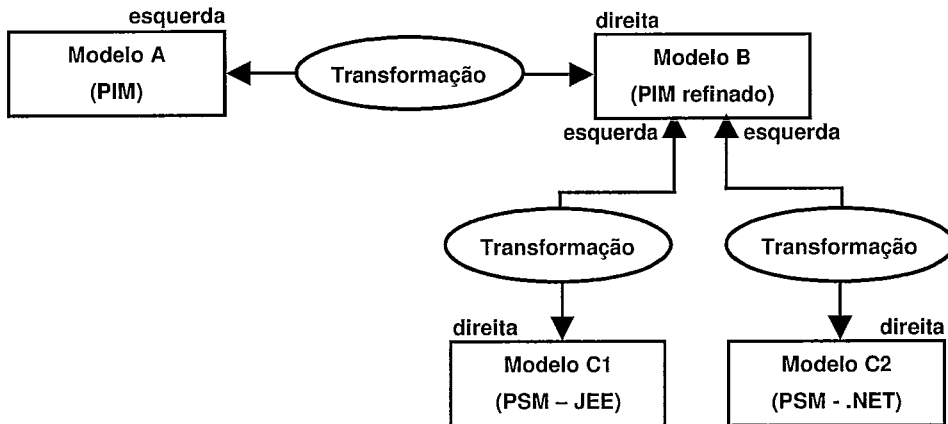 esquerda
Modelo A
(PIM)
Transformação
direita
Modelo B
(PIM refinado)
esquerda
esquerda
Transformação
Transformação
direita
Modelo C1
(PSM – JEE)
direita
Modelo C2
(PSM - .NET)